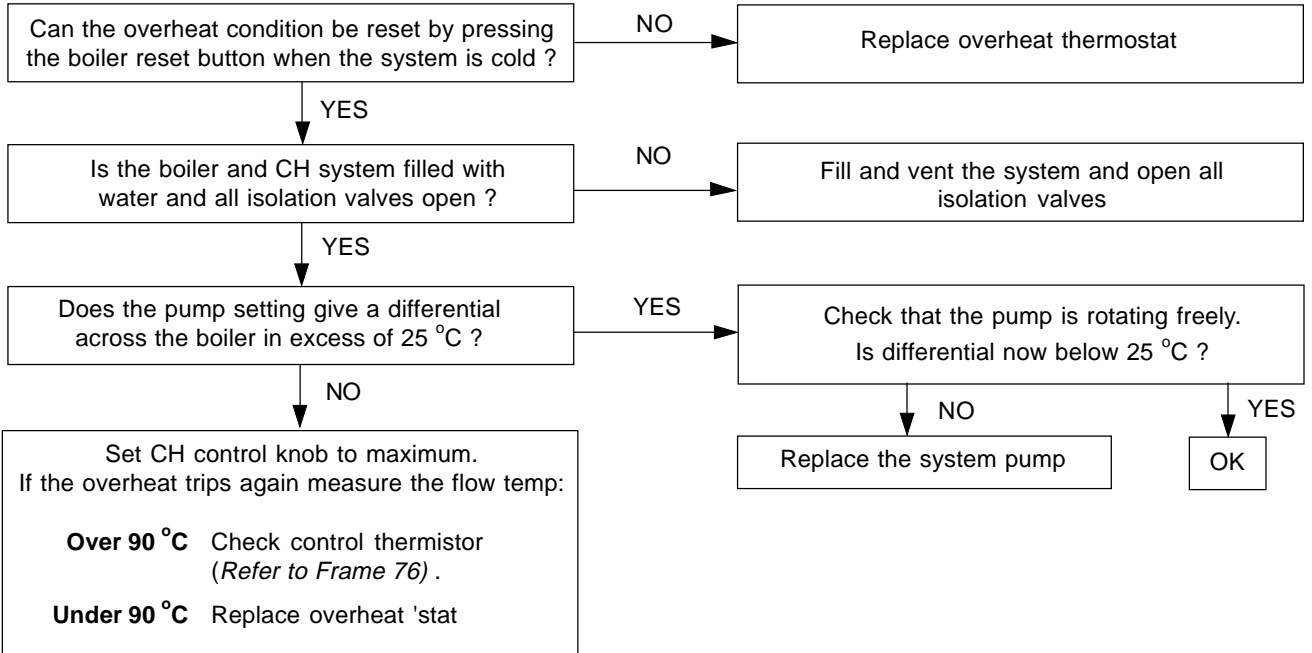 Can the overheat condition be reset by pressing
the boiler reset button when the system is cold ?
NO
Replace overheat thermostat
YES
Is the boiler and CH system filled with
water and all isolation valves open ?
NO
Fill and vent the system and open all
isolation valves
YES
Does the pump setting give a differential
across the boiler in excess of 25 °C ?
YES
Check that the pump is rotating freely.
Is differential now below 25 °C ?
NO
Replace the system pump
YES
OK
NO
Set CH control knob to maximum.
If the overheat trips again measure the flow temp:
Over 90 °C Check control thermistor
(Refer to Frame 76) .
Under 90 °C Replace overheat 'stat